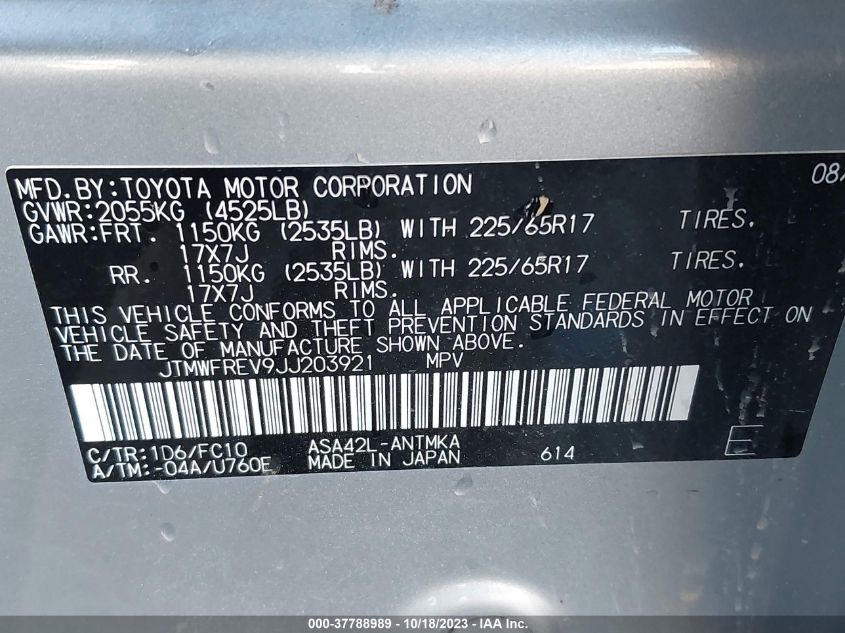 MFD.BY:TOYOTA MOTOR CORPORATION 08/
GVWR:2055KG (4525LB)
GAWR:FRT. 1150KG (2535LB) WITH 225/65R17 TIRES.
17X7J RIMS.
RR. 1150KG (2535LB) WITH 225/65R17 TIRES.
17X7J RIMS.
THIS VEHICLE CONFORMS TO ALL APPLICABLE FEDERAL MOTOR
VEHICLE SAFETY AND THEFT PREVENTION STANDARDS IN EFFECT ON
THE DATE OF MANUFACTURE SHOWN ABOVE.
JTMWFREV9JJ203921 MPV
C/TR:1D6/FC10 ASA42L-ANTMKA
A/TM:-04A/U760E MADE IN JAPAN 614 E
000-37788989 - 10/18/2023 - IAA Inc.